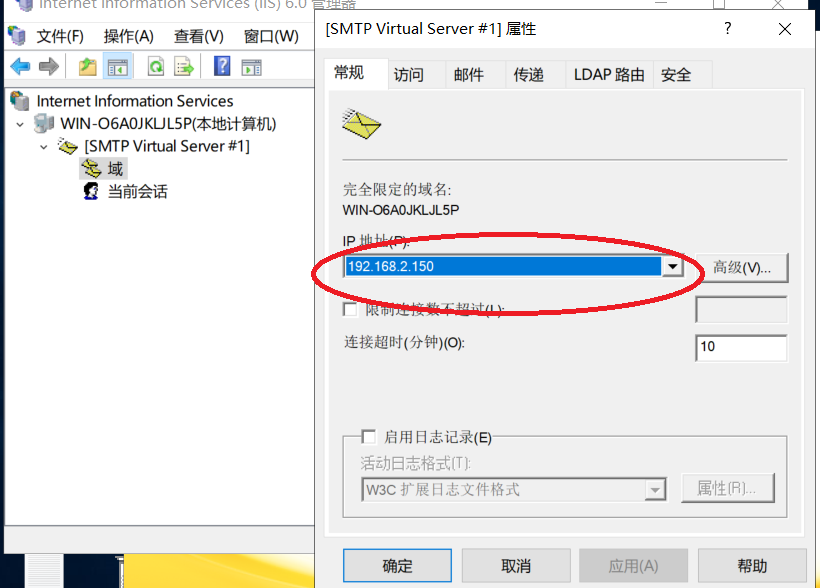 Internet Information Services (IIS) 6.0 管理器
文件(F) 操作(A) 查看(V) 窗口(W)
Internet Information Services
WIN-O6A0JKLJL5P(本地计算机)
[SMTP Virtual Server #1]
域
当前会话
[SMTP Virtual Server #1] 属性
?
常规 访问 邮件 传递 LDAP 路由 安全
完全限定的域名:
WIN-O6A0JKLJL5P
IP 地址(P):
192.168.2.150
高级(V)...
限制连接数不超过(L):
连接超时(分钟)(O):
10
启用日志记录(E)
活动日志格式(T):
W3C 扩展日志文件格式
属性(R)...
确定 取消 应用(A) 帮助